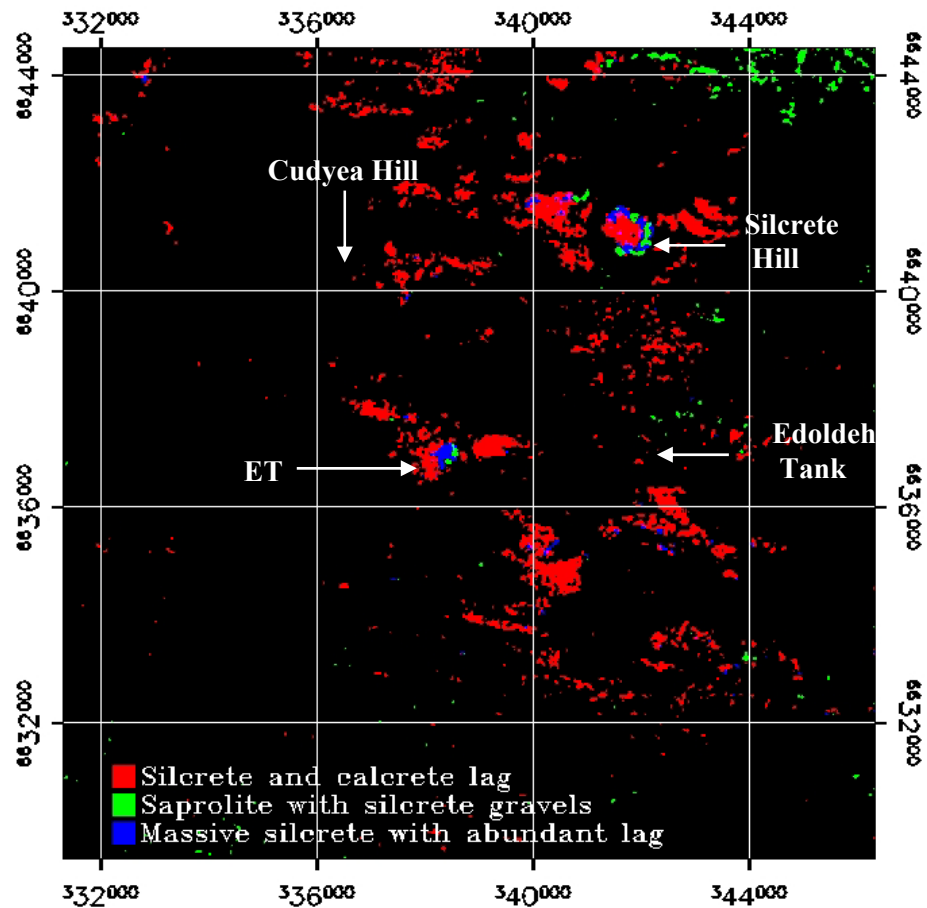 332000 336000 340000 344000
6644000 6644000
Cudyea Hill
Silcrete
Hill
6640000 6640000
Edoldeh
Tank
ET
6636000 6636000
6632000 6632000
Silcrete and calcrete lag
Saprolite with silcrete gravels
Massive silcrete with abundant lag
332000 336000 340000 344000